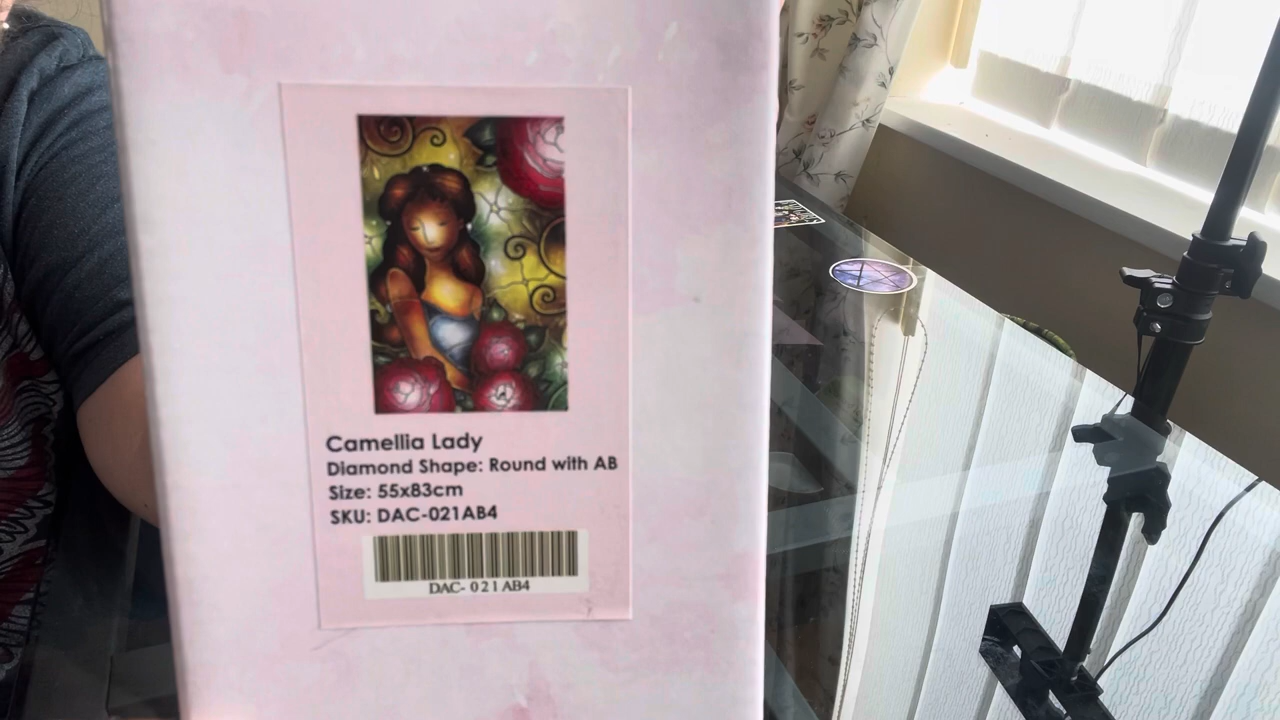 Camellia Lady
Diamond Shape: Round with AB
Size: 55x83cm
SKU: DAC-021AB4
DAC- 021AB4